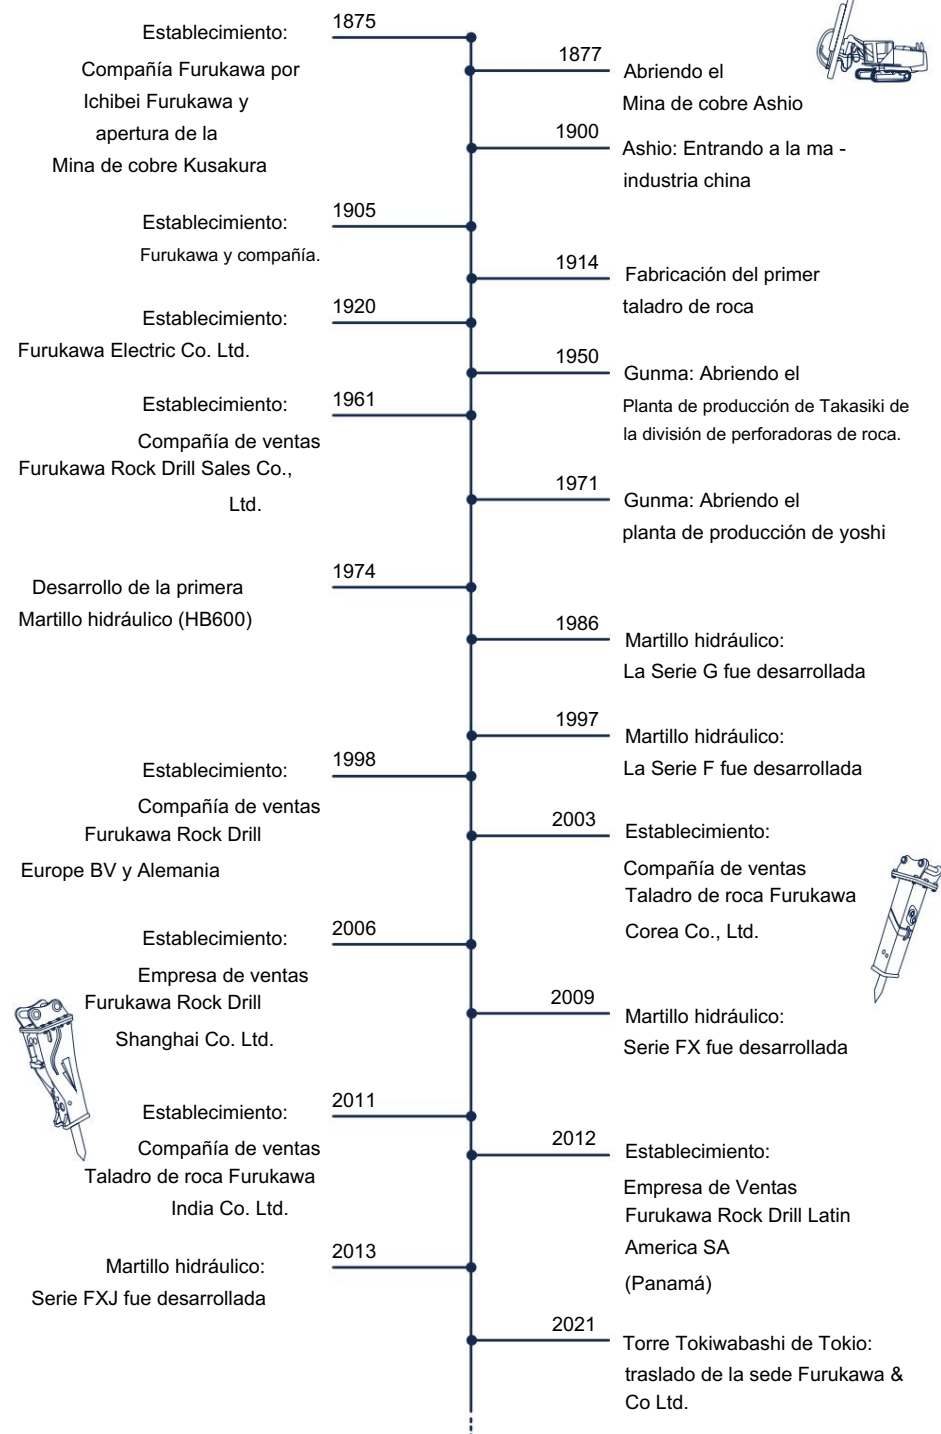 1875
Establecimiento:
Compañía Furukawa por
Ichibei Furukawa y
apertura de la
Mina de cobre Kusakura
1877
Abriendo el
Mina de cobre Ashio
1900
Ashio: Entrando a la ma -
industria china
1905
Establecimiento:
Furukawa y compañía.
1914
Fabricación del primer
taladro de roca
1920
Establecimiento:
Furukawa Electric Co. Ltd.
1950
Gunma: Abriendo el
Planta de producción de Takasiki de
la división de perforadoras de roca.
1961
Establecimiento:
Compañía de ventas
Furukawa Rock Drill Sales Co.,
Ltd.
1971
Gunma: Abriendo el
planta de producción de yoshi
1974
Desarrollo de la primera
Martillo hidráulico (HB600)
1986
Martillo hidráulico:
La Serie G fue desarrollada
1997
Martillo hidráulico:
La Serie F fue desarrollada
1998
Establecimiento:
Compañía de ventas
Furukawa Rock Drill
Europe BV y Alemania
2003
Establecimiento:
Compañía de ventas
Taladro de roca Furukawa
Corea Co., Ltd.
2006
Establecimiento:
Empresa de ventas
Furukawa Rock Drill
Shanghai Co. Ltd.
2009
Martillo hidráulico:
Serie FX fue desarrollada
2011
Establecimiento:
Compañía de ventas
Taladro de roca Furukawa
India Co. Ltd.
2012
Establecimiento:
Empresa de Ventas
Furukawa Rock Drill Latin
America SA
(Panamá)
2013
Martillo hidráulico:
Serie FXJ fue desarrollada
2021
Torre Tokiwabashi de Tokio:
traslado de la sede Furukawa &
Co Ltd.